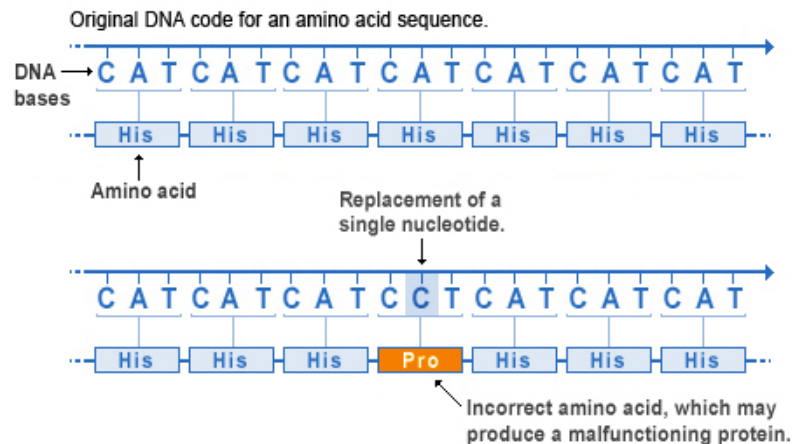 Original DNA code for an amino acid sequence.
DNA bases
C A T C A T C A T C A T C A T C A T C A T
His His His His His His His
Amino acid
Replacement of a
single nucleotide.
C A T C A T C A T C C T C A T C A T C A T
His His His Pro His His His
Incorrect amino acid, which may
produce a malfunctioning protein.